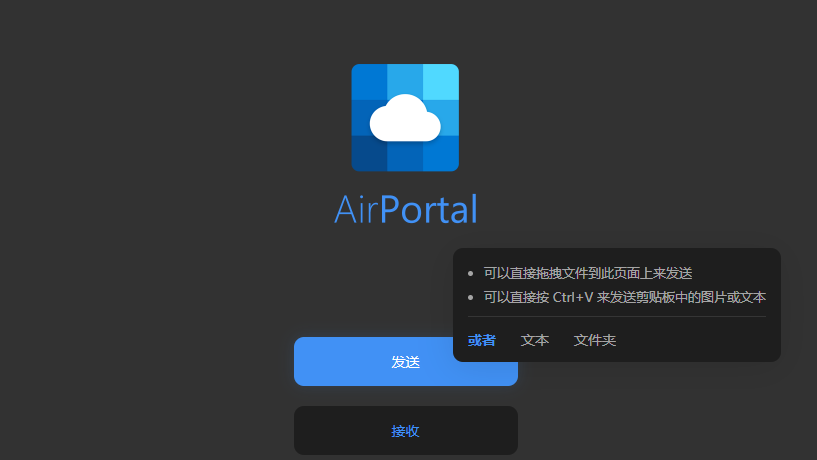 AirPortal
可以直接拖拽文件到此页面上来发送
可以直接按 Ctrl+V 来发送剪贴板中的图片或文本
或者 文本 文件夹
发送
接收